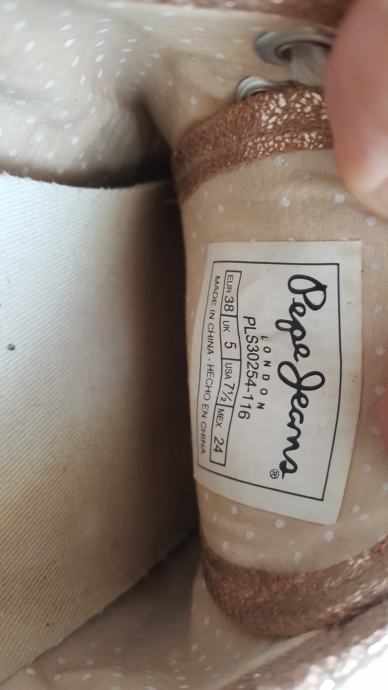 Pepe Jeans®
LONDON
PLS30254-116
EUR 38 UK 5 USA 7½ MEX 24
MADE IN CHINA - HECHO EN CHINA